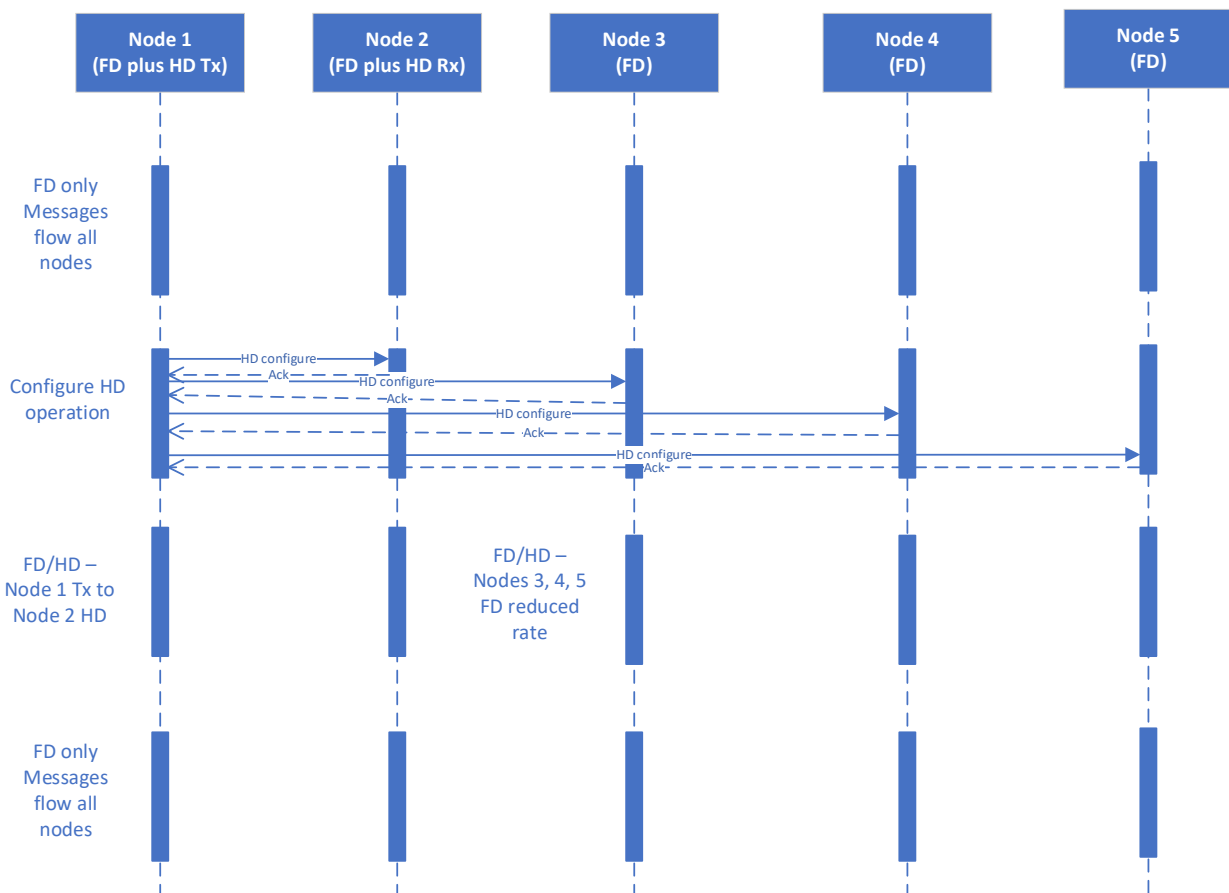 Node 1
(FD plus HD Tx)
Node 2
(FD plus HD Rx)
Node 3
(FD)
Node 4
(FD)
Node 5
(FD)
FD only
Messages
flow all
nodes
Configure HD
operation
HD configure
Ack
HD configure
Ack
HD configure
Ack
HD configure
Ack
FD/HD –
Node 1 Tx to
Node 2 HD
FD/HD –
Nodes 3, 4, 5
FD reduced
rate
FD only
Messages
flow all
nodes